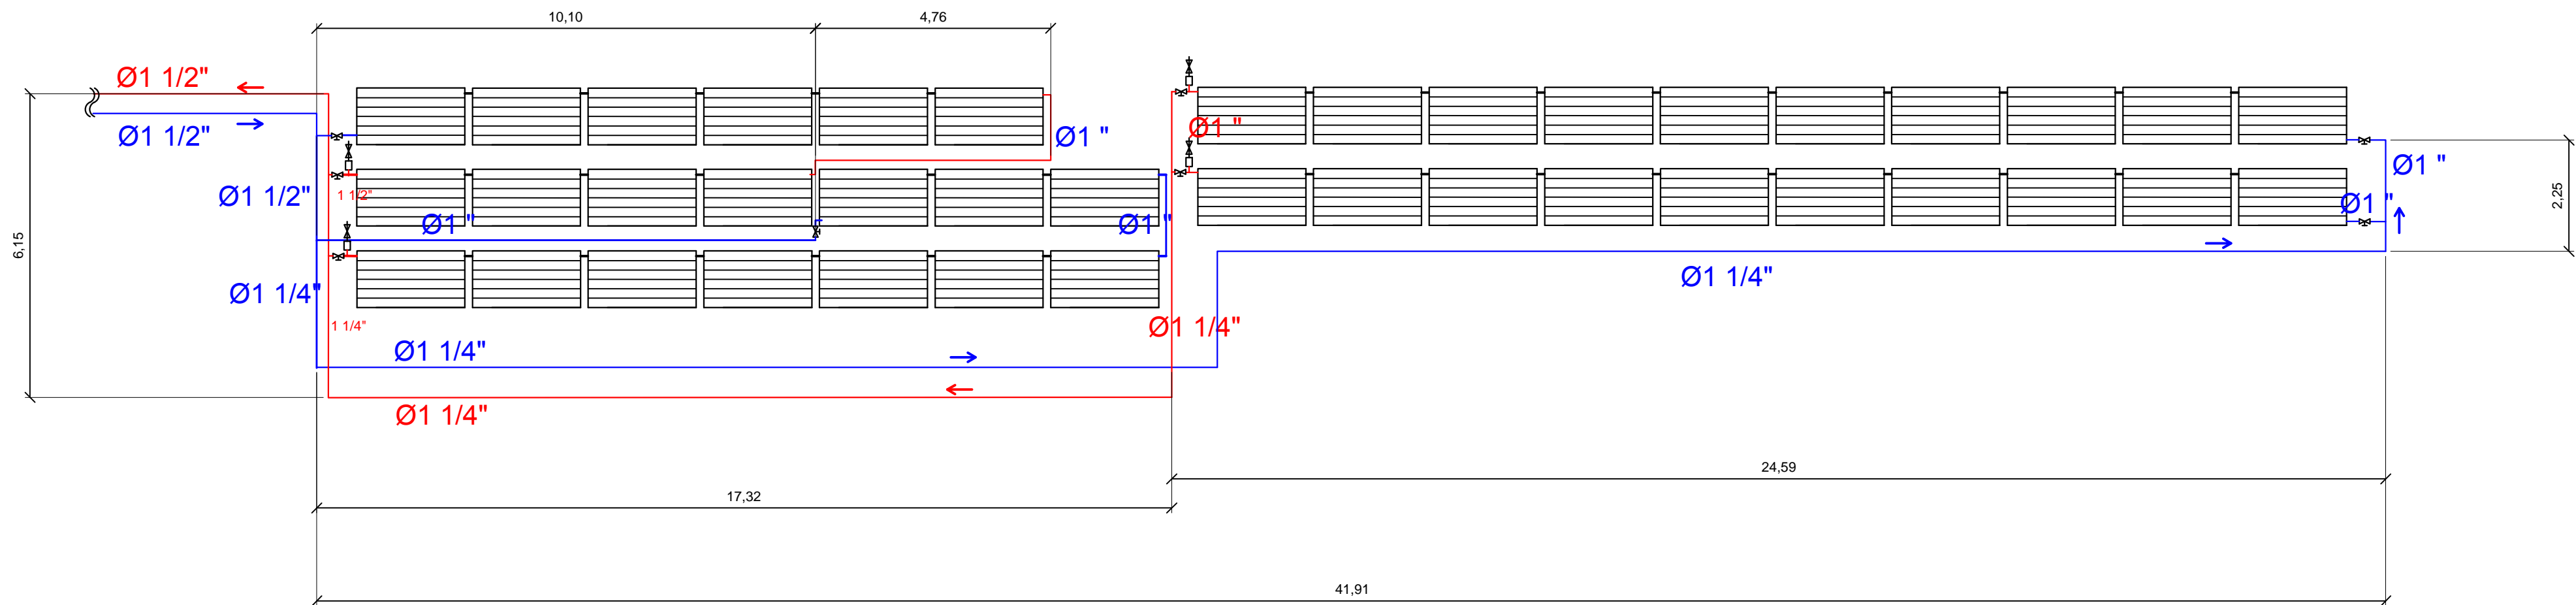 10,10
4,76
Ø1 1/2"
Ø1 1/2"
Ø1 "
Ø1 "
Ø1 "
Ø1 1/2"
1 1/2"
Ø1 "
Ø1 "
Ø1 "
2,25
6,15
Ø1 1/4"
Ø1 1/4"
1 1/4"
Ø1 1/4"
Ø1 1/4"
Ø1 1/4"
24,59
17,32
41,91